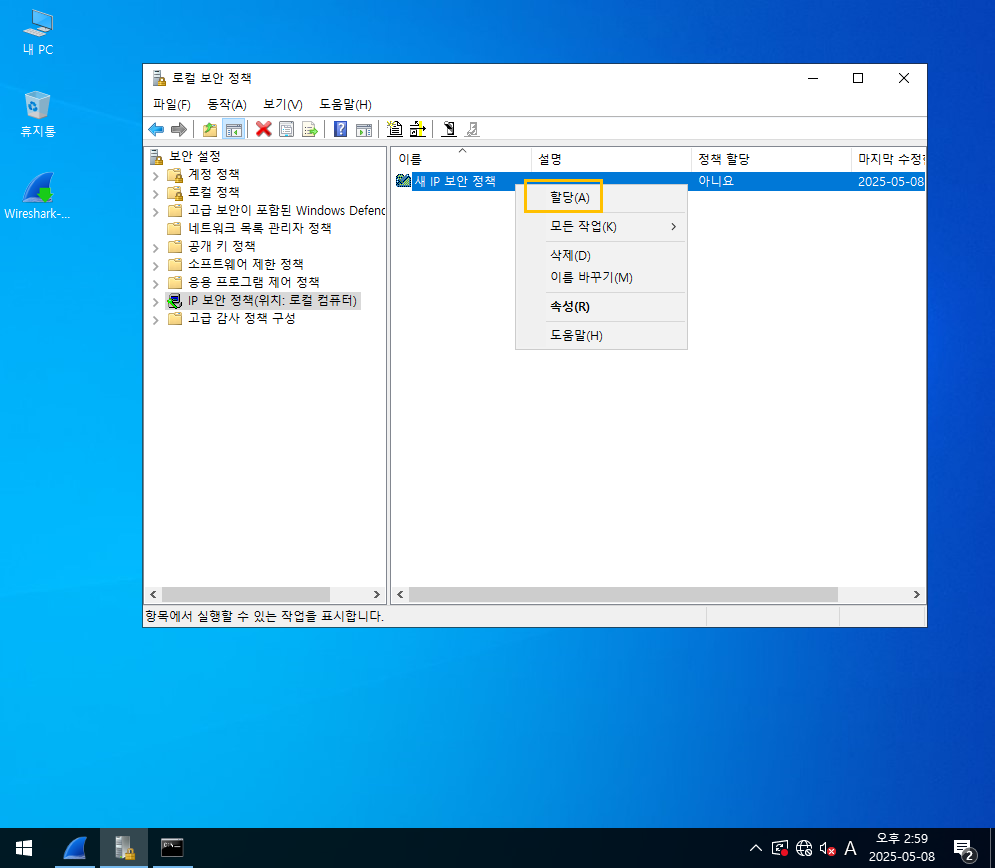 내 PC
휴지통
Wireshark-...
로컬 보안 정책
파일(F) 동작(A) 보기(V) 도움말(H)
보안 설정
계정 정책
로컬 정책
고급 보안이 포함된 Windows Defenc
네트워크 목록 관리자 정책
공개 키 정책
소프트웨어 제한 정책
응용 프로그램 제어 정책
IP 보안 정책(위치: 로컬 컴퓨터)
고급 감사 정책 구성
이름 설명 정책 할당 마지막 수정한
새 IP 보안 정책 아니요 2025-05-08
할당(A)
모든 작업(K)
삭제(D)
이름 바꾸기(M)
속성(R)
도움말(H)
항목에서 실행할 수 있는 작업을 표시합니다.
A
오후 2:59
2025-05-08
2